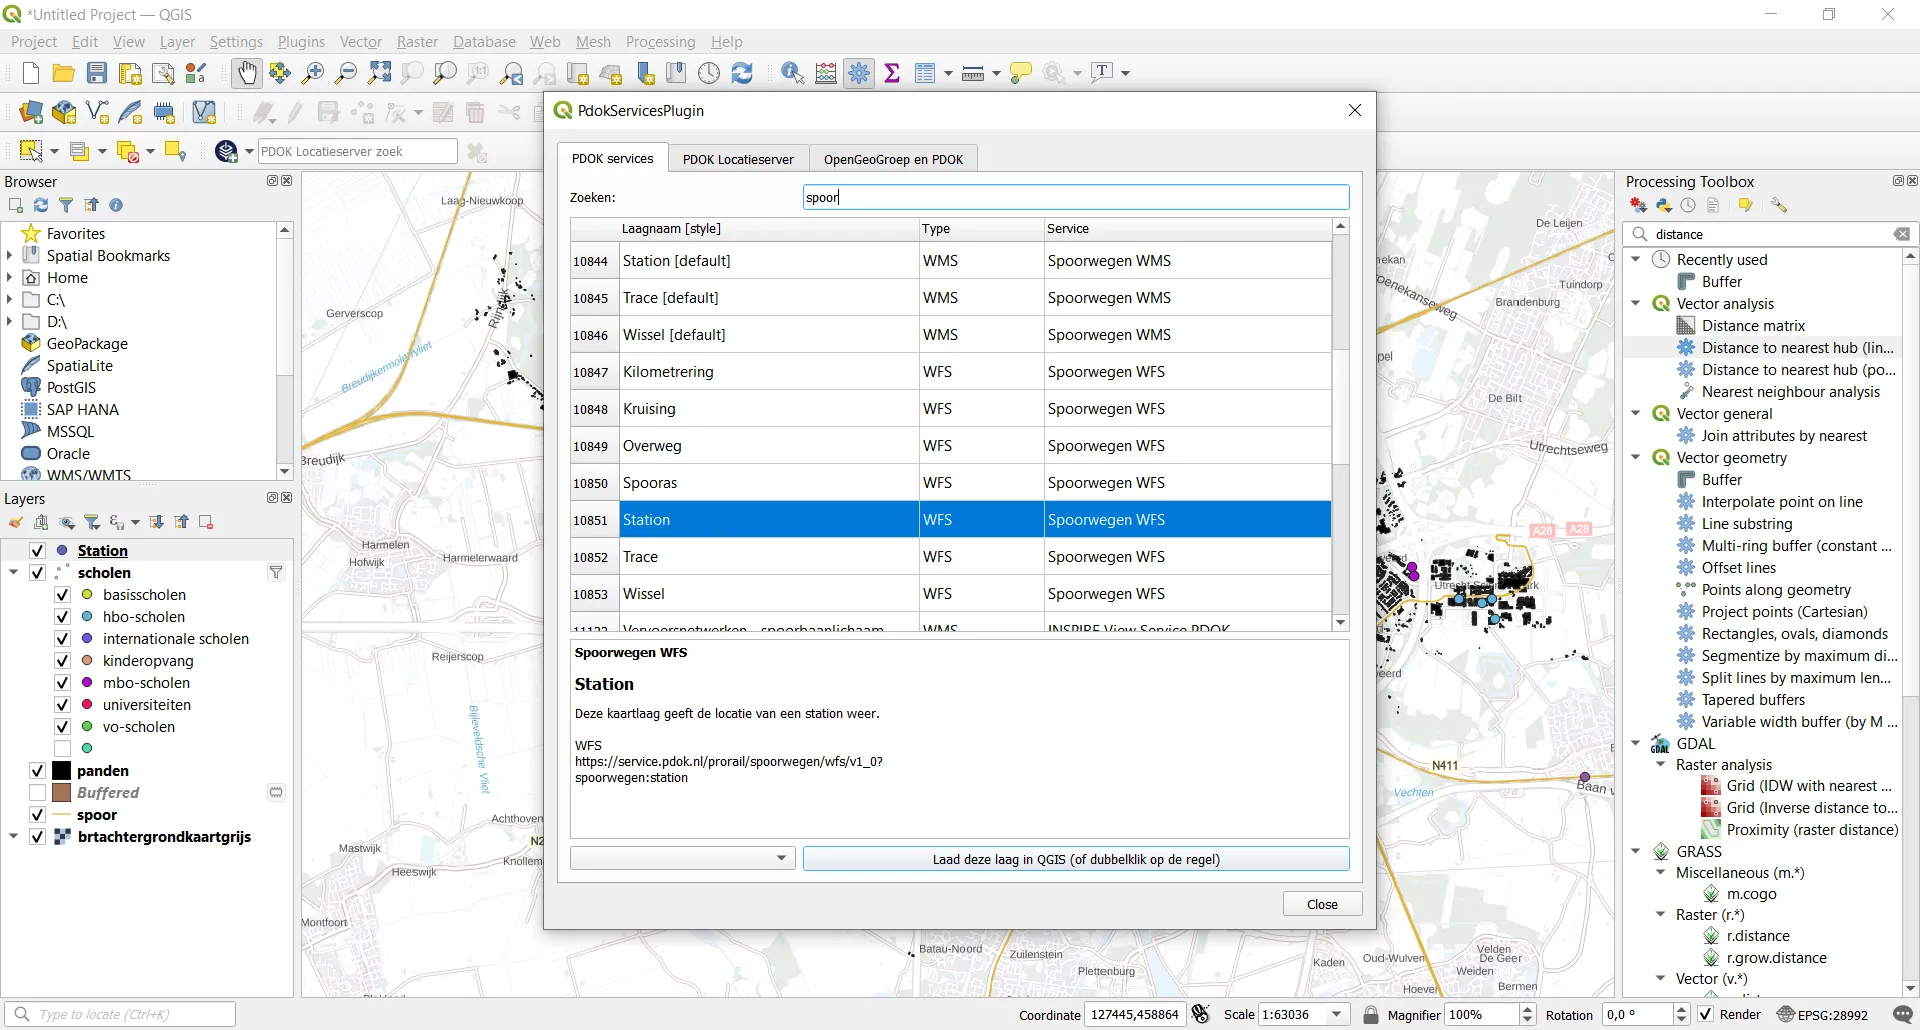 *Untitled Project — QGIS
Project Edit View Layer Settings Plugins Vector Raster Database Web Mesh Processing Help
PDOK Locatieserver zoek
Browser
Favorites
Spatial Bookmarks
Home
C:\
D:\
GeoPackage
SpatiaLite
PostGIS
SAP HANA
MSSQL
Oracle
WMS/WMTS
Layers
Station
scholen
basisscholen
hbo-scholen
internationale scholen
kinderopvang
mbo-scholen
universiteiten
vo-scholen
panden
Buffered
spoor
brtachtergrondkaartgrijs
Laag-Nieuwkoop
Gerverscop
Rijndijk
Breudijkermolenvliet
Breudijk
Harmelen
Hofwijk
Harmelerwaard
Reijerscop
Bijleveldsche Vliet
Achthoven
Mastwijk
Knollem
Heeswijk
Montfoort
PdokServicesPlugin
PDOK services
PDOK Locatieserver
OpenGeoGroep en PDOK
Zoeken:
spoor
Laagnaam [style] Type Service
10844 Station [default] WMS Spoorwegen WMS
10845 Trace [default] WMS Spoorwegen WMS
10846 Wissel [default] WMS Spoorwegen WMS
10847 Kilometrering WFS Spoorwegen WFS
10848 Kruising WFS Spoorwegen WFS
10849 Overweg WFS Spoorwegen WFS
10850 Spooras WFS Spoorwegen WFS
10851 Station WFS Spoorwegen WFS
10852 Trace WFS Spoorwegen WFS
10853 Wissel WFS Spoorwegen WFS
Spoorwegen WFS
Station
Deze kaartlaag geeft de locatie van een station weer.
WFS
https://service.pdok.nl/prorail/spoorwegen/wfs/v1_0?
spoorwegen:station
Laad deze laag in QGIS (of dubbelklik op de regel)
Close
Batau-Noord
Zuilenstein
Plettenburg
De Leijen
Tuindorp
Brandenburg
De Bilt
Utrechtseweg
A28 A28
N411
Vechten
Baan v
Kaden
Oud-Wulven
Hoever
Velden
De Geer
Weiden
Bermen
Processing Toolbox
distance
Recently used
Buffer
Vector analysis
Distance matrix
Distance to nearest hub (lin...
Distance to nearest hub (po...
Nearest neighbour analysis
Vector general
Join attributes by nearest
Vector geometry
Buffer
Interpolate point on line
Line substring
Multi-ring buffer (constant ...
Offset lines
Points along geometry
Project points (Cartesian)
Rectangles, ovals, diamonds
Segmentize by maximum di...
Split lines by maximum len...
Tapered buffers
Variable width buffer (by M ...
GDAL
Raster analysis
Grid (IDW with nearest ...
Grid (Inverse distance to...
Proximity (raster distance)
GRASS
Miscellaneous (m.*)
m.cogo
Raster (r.*)
r.distance
r.grow.distance
Vector (v.*)
Type to locate (Ctrl+K)
Coordinate 127445,458864 Scale 1:63036 Magnifier 100% Rotation 0,0 ° Render EPSG:28992